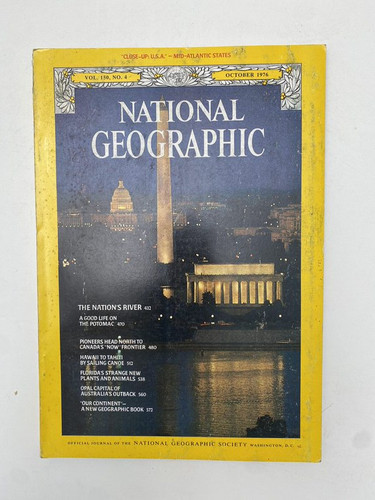 "CLOSE-UP: U.S.A."—MID-ATLANTIC STATES
VOL. 150, NO. 4
OCTOBER 1976
NATIONAL
GEOGRAPHIC
THE NATION'S RIVER 432
A GOOD LIFE ON
THE POTOMAC 470
PIONEERS HEAD NORTH TO
CANADA'S 'NOW' FRONTIER 480
HAWAII TO TAHITI
BY SAILING CANOE 512
FLORIDA'S STRANGE NEW
PLANTS AND ANIMALS 538
OPAL CAPITAL OF
AUSTRALIA'S OUTBACK 560
'OUR CONTINENT'—
A NEW GEOGRAPHIC BOOK 572
OFFICIAL JOURNAL OF THE NATIONAL GEOGRAPHIC SOCIETY WASHINGTON, D.C.